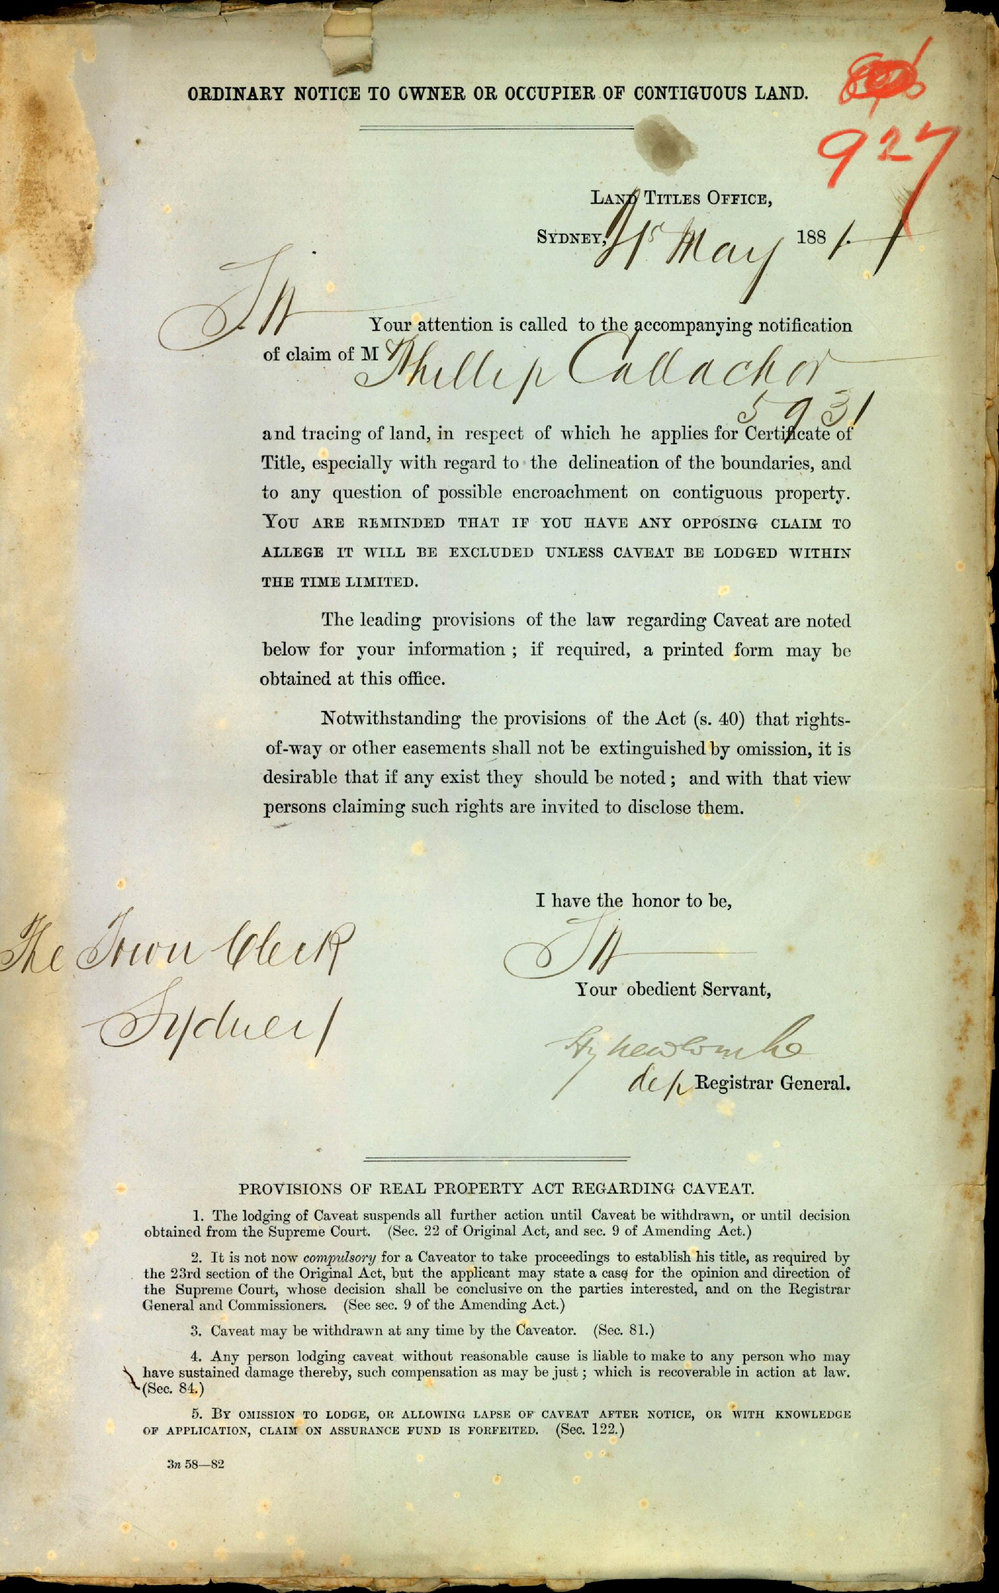 ORDINARY NOTICE TO OWNER OR OCCUPIER OF CONTIGUOUS LAND.
927
LAND TITLES OFFICE,
SYDNEY, May 188
Sir
Your attention is called to the accompanying notification
of claim of M Phillip Callachor
5931
and tracing of land, in respect of which he applies for Certificate of
Title, especially with regard to the delineation of the boundaries, and
to any question of possible encroachment on contiguous property.
YOU ARE REMINDED THAT IF YOU HAVE ANY OPPOSING CLAIM TO
ALLEGE IT WILL BE EXCLUDED UNLESS CAVEAT BE LODGED WITHIN
THE TIME LIMITED.
The leading provisions of the law regarding Caveat are noted
below for your information ; if required, a printed form may be
obtained at this office.
Notwithstanding the provisions of the Act (s. 40) that rights-
of-way or other easements shall not be extinguished by omission, it is
desirable that if any exist they should be noted ; and with that view
persons claiming such rights are invited to disclose them.
I have the honor to be,
Sir
Your obedient Servant,
The Town Clerk
Sydney
Hy Newcombe
dep Registrar General.
PROVISIONS OF REAL PROPERTY ACT REGARDING CAVEAT.
1. The lodging of Caveat suspends all further action until Caveat be withdrawn, or until decision
obtained from the Supreme Court. (Sec. 22 of Original Act, and sec. 9 of Amending Act.)
2. It is not now compulsory for a Caveator to take proceedings to establish his title, as required by
the 23rd section of the Original Act, but the applicant may state a case for the opinion and direction of
the Supreme Court, whose decision shall be conclusive on the parties interested, and on the Registrar
General and Commissioners. (See sec. 9 of the Amending Act.)
3. Caveat may be withdrawn at any time by the Caveator. (Sec. 81.)
4. Any person lodging caveat without reasonable cause is liable to make to any person who may
have sustained damage thereby, such compensation as may be just ; which is recoverable in action at law.
(Sec. 84.)
5. BY OMISSION TO LODGE, OR ALLOWING LAPSE OF CAVEAT AFTER NOTICE, OR WITH KNOWLEDGE
OF APPLICATION, CLAIM ON ASSURANCE FUND IS FORFEITED. (Sec. 122.)
3n 58—82